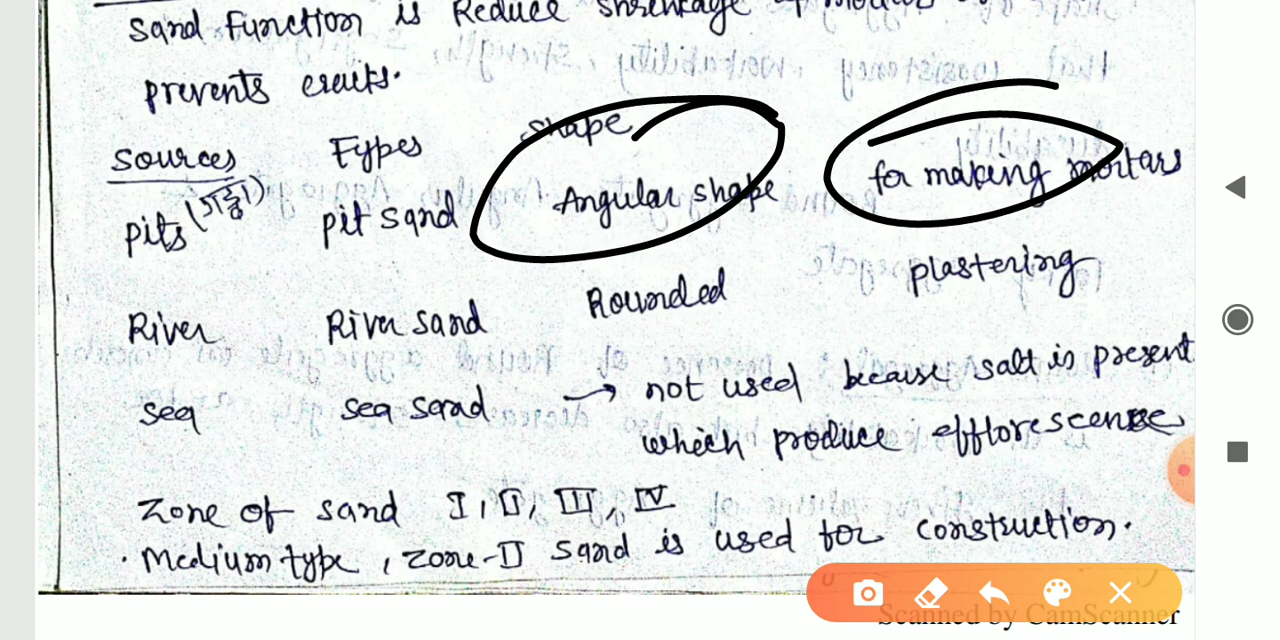 Sand Function is Reduce Shrinkage of
prevents cracks.
Sources Types shape
pits pit sand Angular shape for making mortars
River River sand Rounded plastering
sea sea sand → not used because salt is present
which produce efflorescence
Zone of sand I, II, III, IV
· Medium type, zone-II sand is used for construction.
Scanned by CamScanner